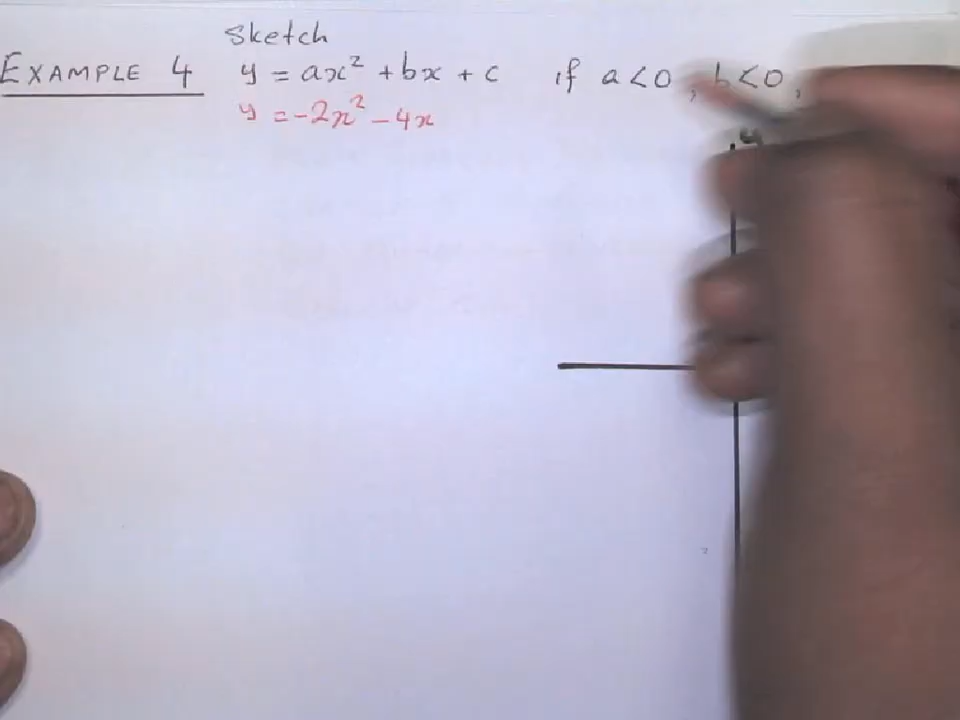 Sketch
EXAMPLE 4 y = ax² + bx + c if a < 0, b < 0,
y = -2x² - 4x
y